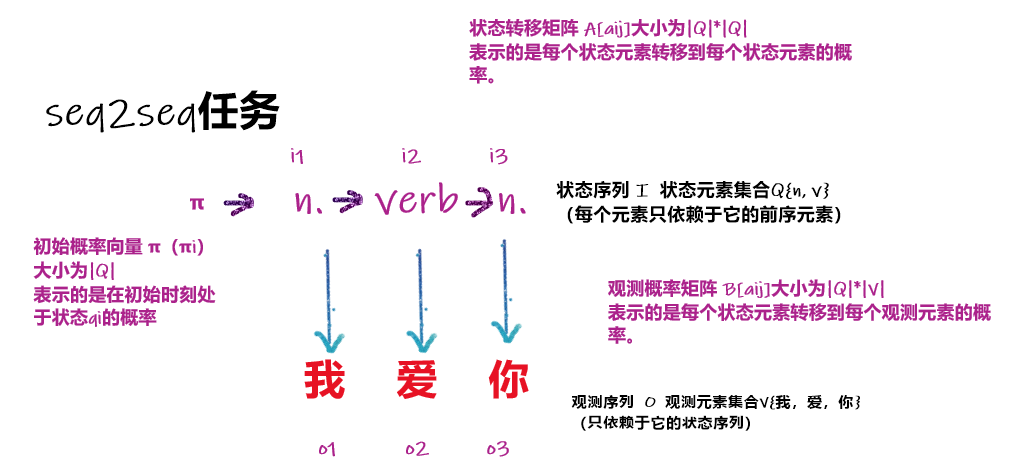 状态转移矩阵 A[aij]大小为|Q|*|Q|
表示的是每个状态元素转移到每个状态元素的概
率。
seq2seq任务
i1 i2 i3
π n. verb n.
状态序列 I 状态元素集合Q{n, v}
（每个元素只依赖于它的前序元素）
初始概率向量 π（πi）
大小为|Q|
表示的是在初始时刻处
于状态qi的概率
观测概率矩阵 B[aij]大小为|Q|*|V|
表示的是每个状态元素转移到每个观测元素的概
率。
我 爱 你
观测序列 O 观测元素集合V{我，爱，你}
（只依赖于它的状态序列）
o1 o2 o3